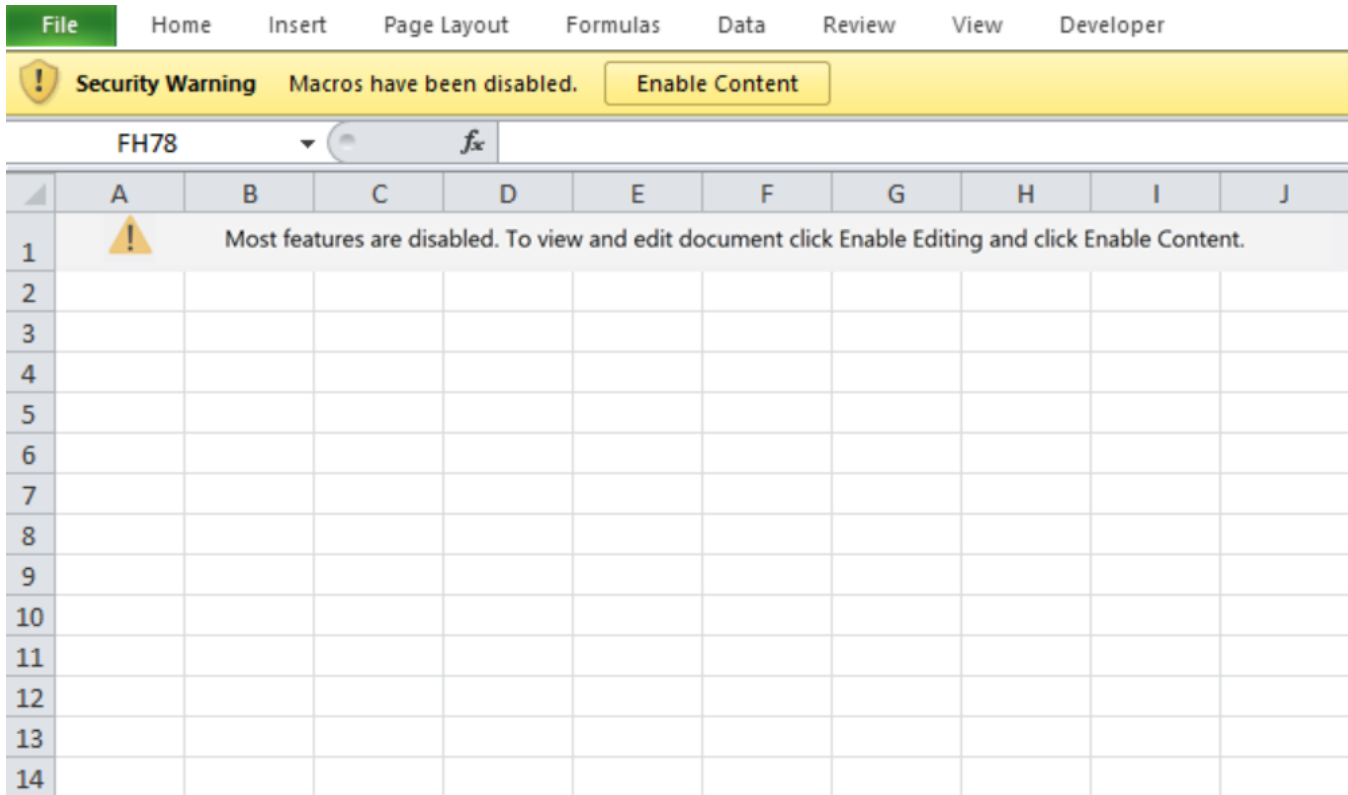 File Home Insert Page Layout Formulas Data Review View Developer
! Security Warning Macros have been disabled. Enable Content
FH78 fx
A B C D E F G H I J
1 ! Most features are disabled. To view and edit document click Enable Editing and click Enable Content.
2
3
4
5
6
7
8
9
10
11
12
13
14